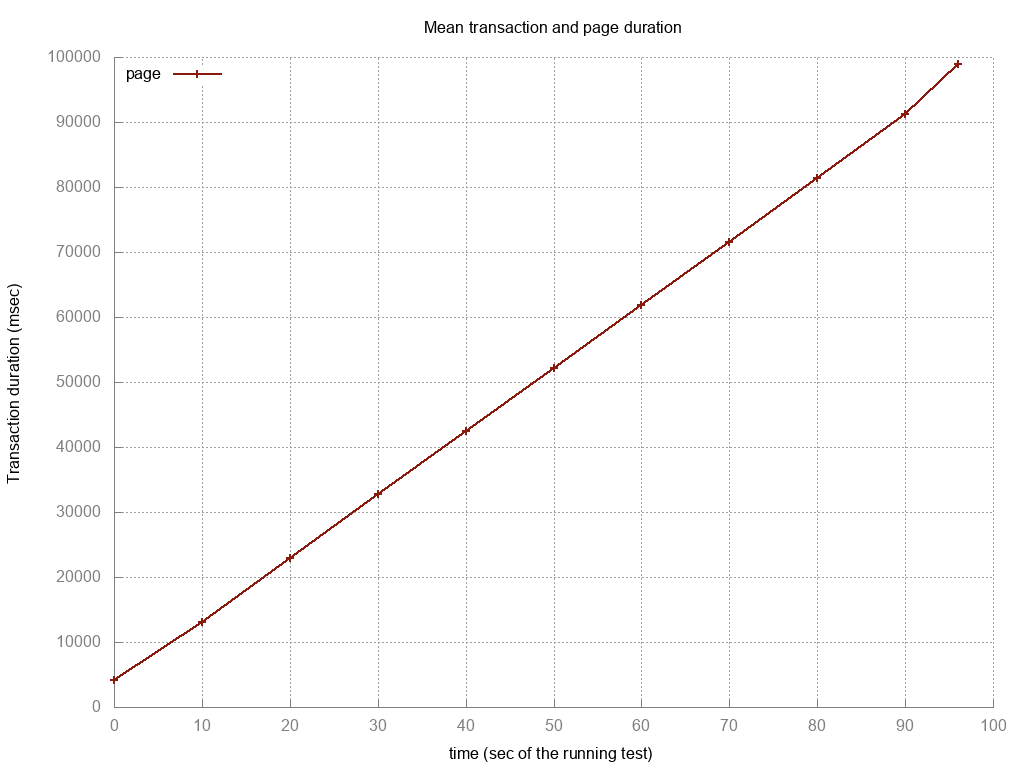 Mean transaction and page duration
100000
page
90000
80000
70000
60000
50000
40000
30000
20000
10000
0
Transaction duration (msec)
0 10 20 30 40 50 60 70 80 90 100
time (sec of the running test)